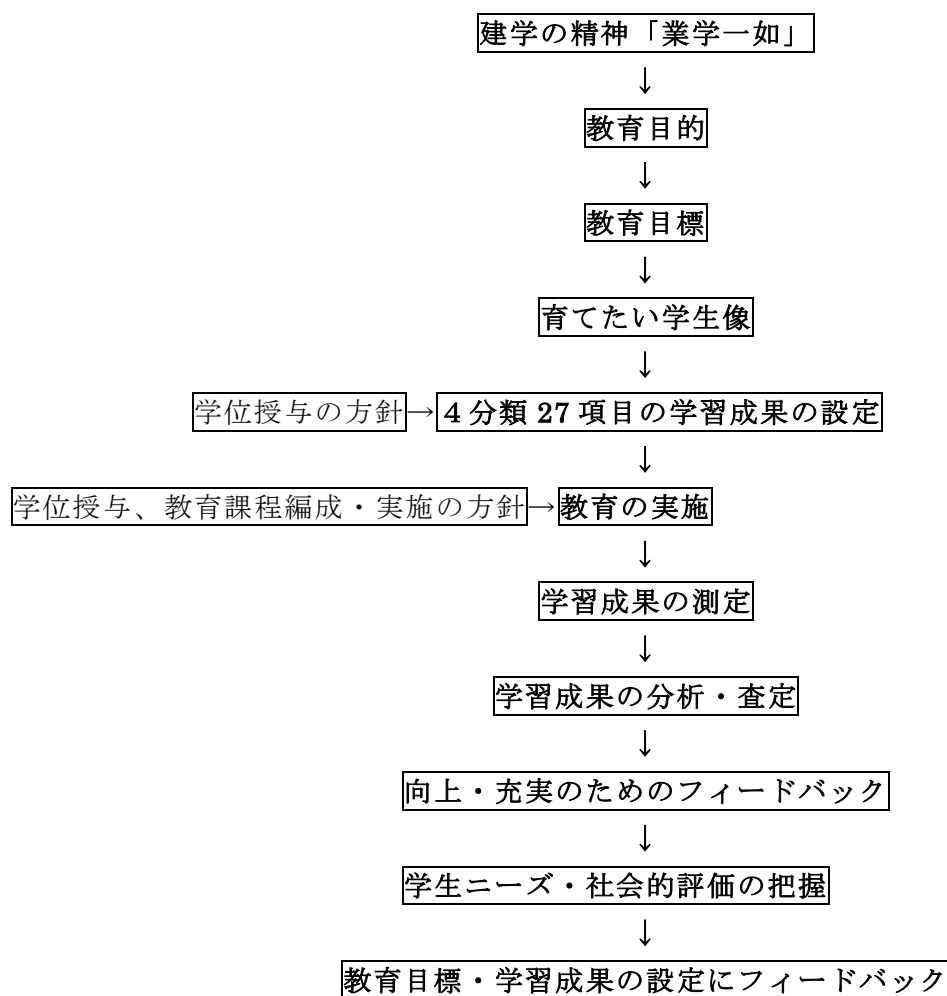 建学の精神「業学一如」
↓
教育目的
↓
教育目標
↓
育てたい学生像
↓
学位授与の方針→４分類 27 項目の学習成果の設定
↓
学位授与、教育課程編成・実施の方針→教育の実施
↓
学習成果の測定
↓
学習成果の分析・査定
↓
向上・充実のためのフィードバック
↓
学生ニーズ・社会的評価の把握
↓
教育目標・学習成果の設定にフィードバック